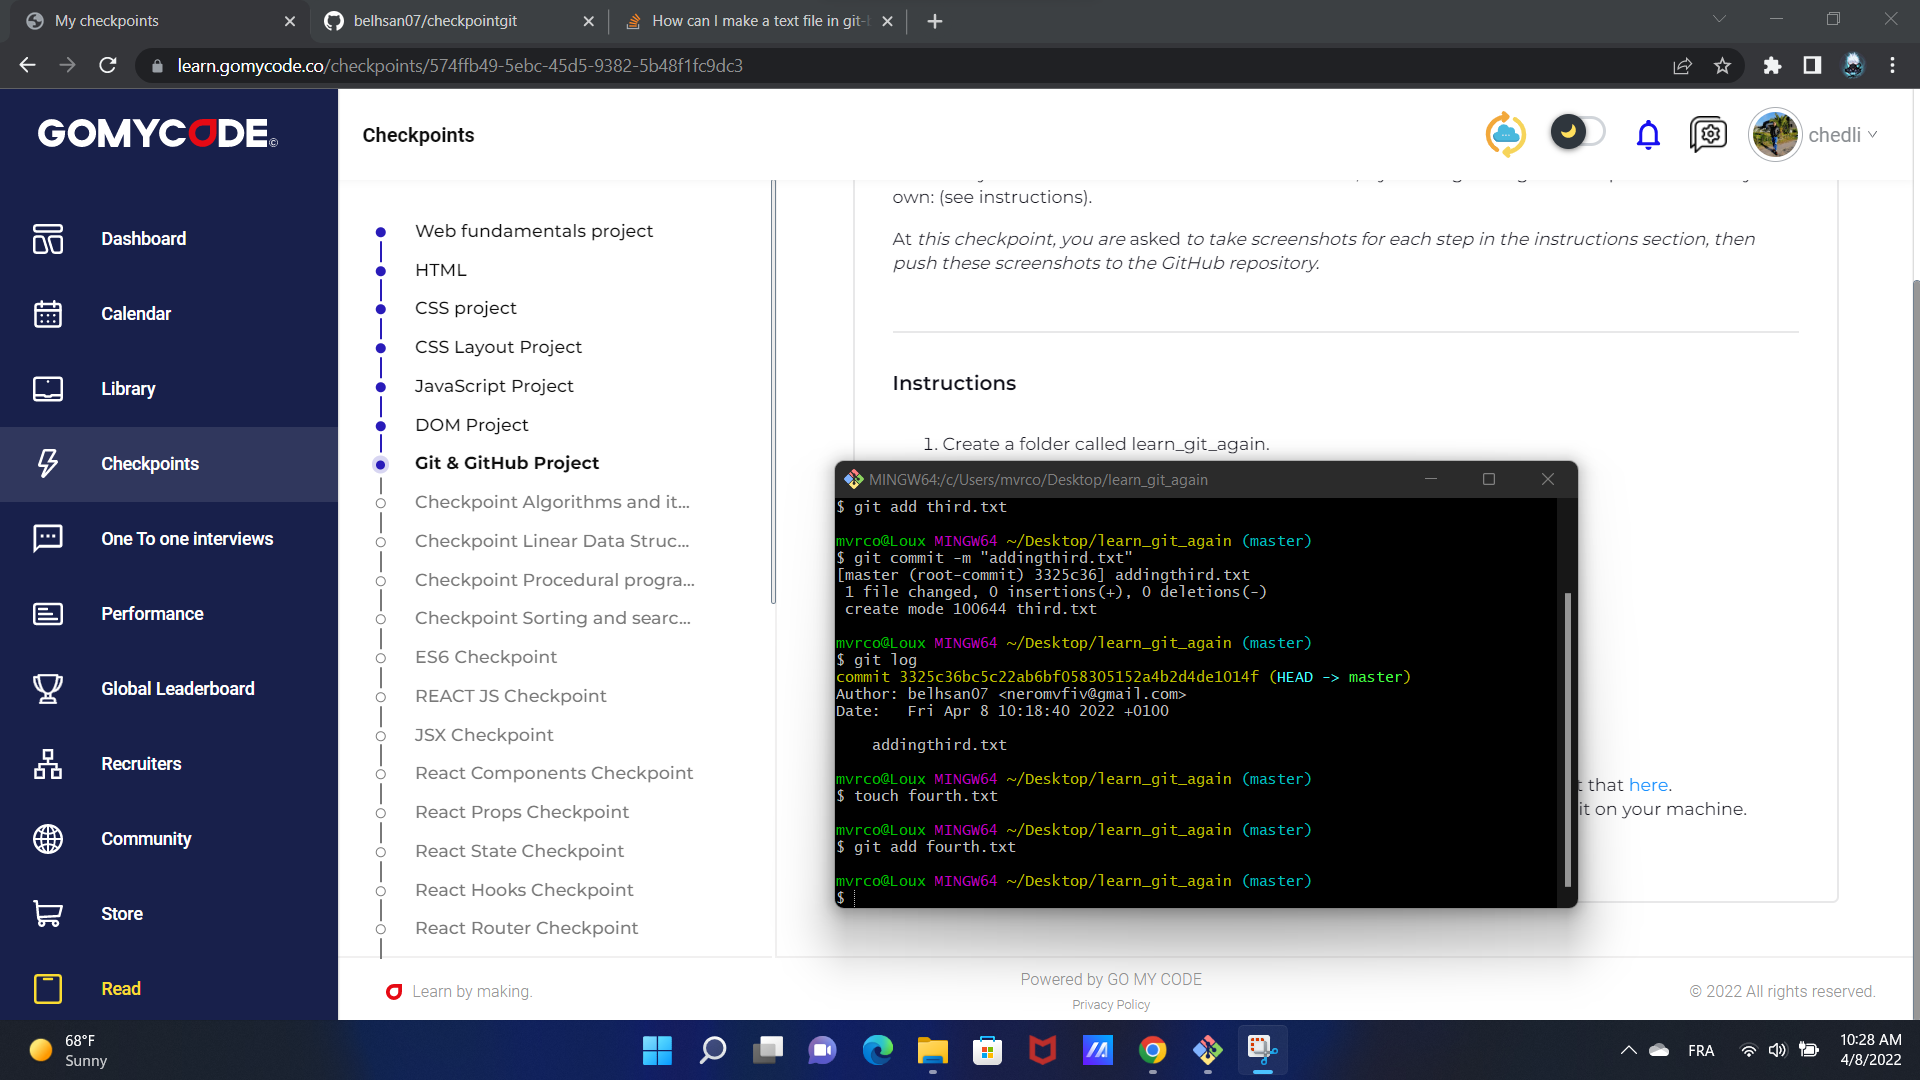 My checkpoints
belhsan07/checkpointgit
How can I make a text file in git-b
learn.gomycode.co/checkpoints/574ffb49-5ebc-45d5-9382-5b48f1fc9dc3
GOMYCODE
Checkpoints
chedli
Dashboard
Calendar
Library
Checkpoints
One To one interviews
Performance
Global Leaderboard
Recruiters
Community
Store
Read
Web fundamentals project
HTML
CSS project
CSS Layout Project
JavaScript Project
DOM Project
Git & GitHub Project
Checkpoint Algorithms and it...
Checkpoint Linear Data Struc...
Checkpoint Procedural progra...
Checkpoint Sorting and searc...
ES6 Checkpoint
REACT JS Checkpoint
JSX Checkpoint
React Components Checkpoint
React Props Checkpoint
React State Checkpoint
React Hooks Checkpoint
React Router Checkpoint
own: (see instructions).
At this checkpoint, you are asked to take screenshots for each step in the instructions section, then
push these screenshots to the GitHub repository.
Instructions
1. Create a folder called learn_git_again.
MINGW64:/c/Users/mvrco/Desktop/learn_git_again
$ git add third.txt
mvrco@Loux MINGW64 ~/Desktop/learn_git_again (master)
$ git commit -m "addingthird.txt"
[master (root-commit) 3325c36] addingthird.txt
1 file changed, 0 insertions(+), 0 deletions(-)
create mode 100644 third.txt
mvrco@Loux MINGW64 ~/Desktop/learn_git_again (master)
$ git log
commit 3325c36bc5c22ab6bf058305152a4b2d4de1014f (HEAD -> master)
Author: belhsan07 <neromvfiv@gmail.com>
Date:   Fri Apr 8 10:18:40 2022 +0100
addingthird.txt
mvrco@Loux MINGW64 ~/Desktop/learn_git_again (master)
$ touch fourth.txt
mvrco@Loux MINGW64 ~/Desktop/learn_git_again (master)
$ git add fourth.txt
mvrco@Loux MINGW64 ~/Desktop/learn_git_again (master)
$
t that here.
it on your machine.
Learn by making.
Powered by GO MY CODE
Privacy Policy
© 2022 All rights reserved.
68°F
Sunny
FRA
10:28 AM
4/8/2022